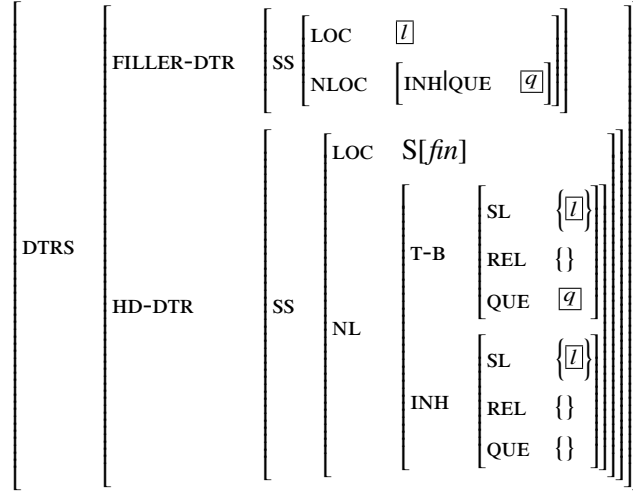 LOC l
FILLER-DTR SS
NLOC [INH|QUE q]
LOC S[fin]
SL {l}
T-B REL {}
QUE q
DTRS
HD-DTR SS
NL
SL {l}
INH REL {}
QUE {}